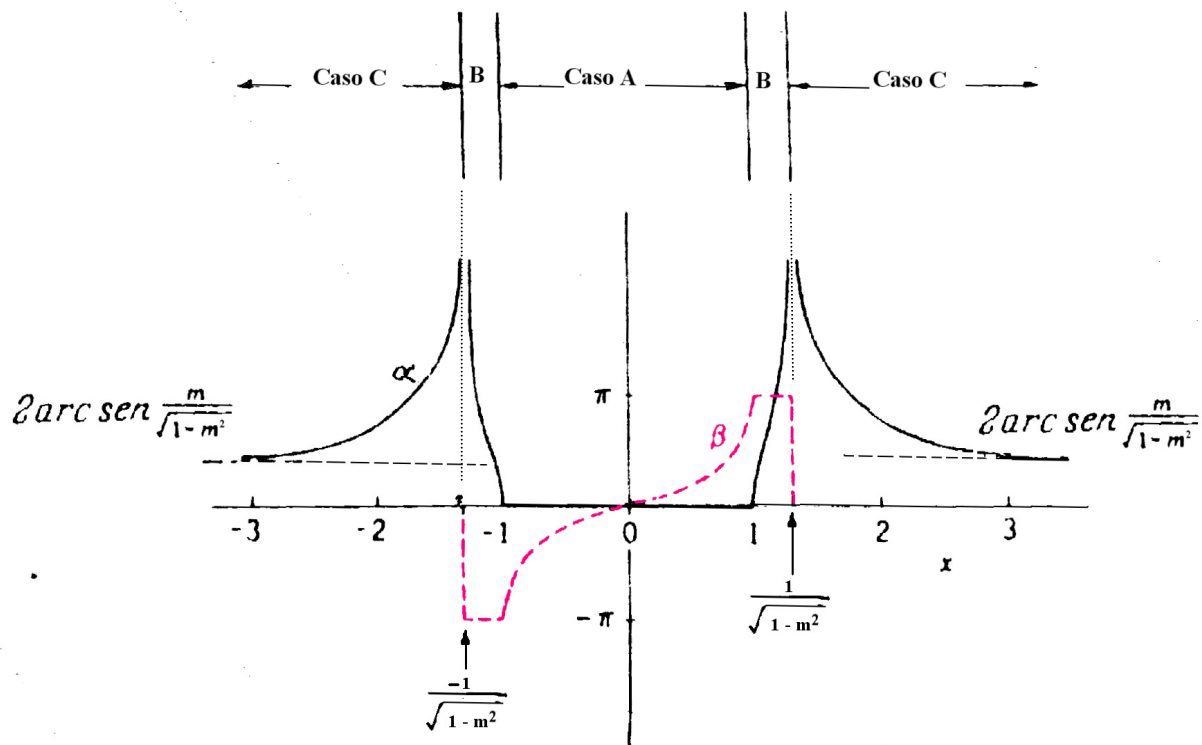 Caso C
B
Caso A
B
Caso C
α
π
β
2arc sen m/√1-m²
2arc sen m/√1-m²
-3 -2 -1 0 1 2 3
x
-π
1/√1-m²
-1/√1-m²